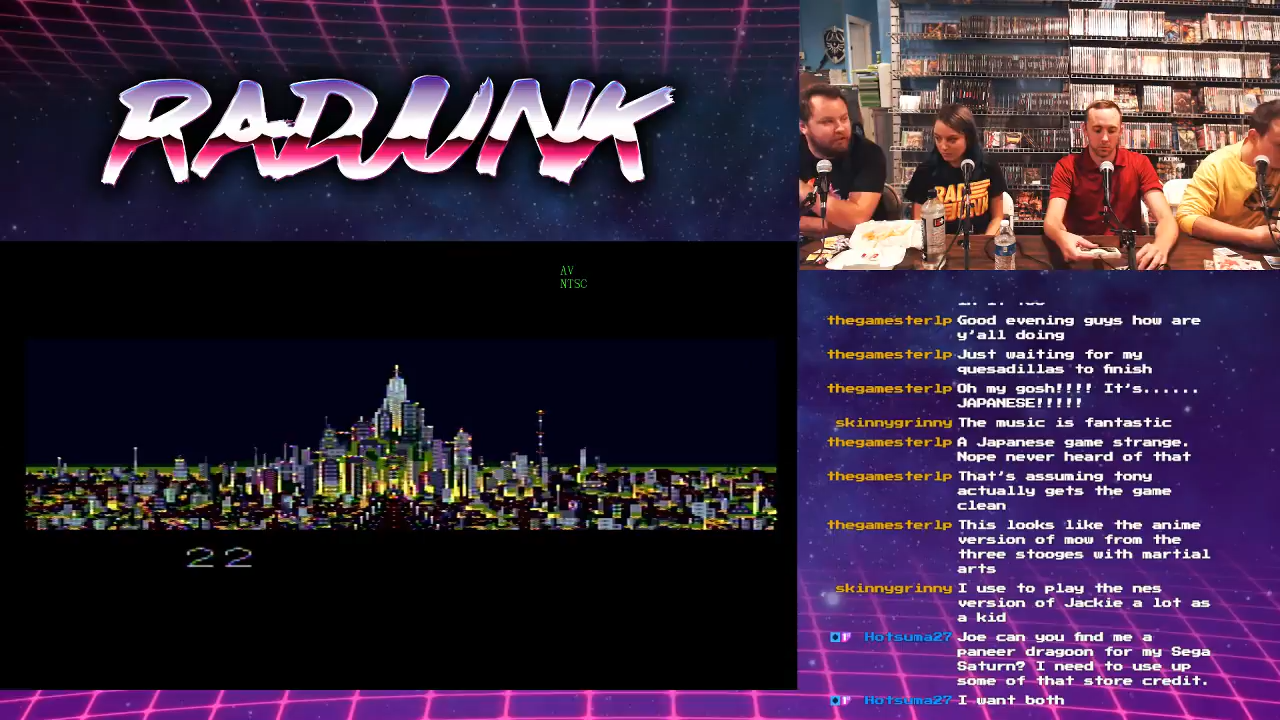 RADJUNK
AV
NTSC
22
RAD
JUNK
thegamesterlp Good evening guys how are
y'all doing
thegamesterlp Just waiting for my
quesadillas to finish
thegamesterlp Oh my gosh!!!! It's......
JAPANESE!!!!!
skinnygrinny The music is fantastic
thegamesterlp A Japanese game strange.
Nope never heard of that
thegamesterlp That's assuming tony
actually gets the game
clean
thegamesterlp This looks like the anime
version of mow from the
three stooges with martial
arts
skinnygrinny I use to play the nes
version of Jackie a lot as
a kid
Hotsuma27 Joe can you find me a
paneer dragoon for my Sega
Saturn? I need to use up
some of that store credit.
Hotsuma27 I want both